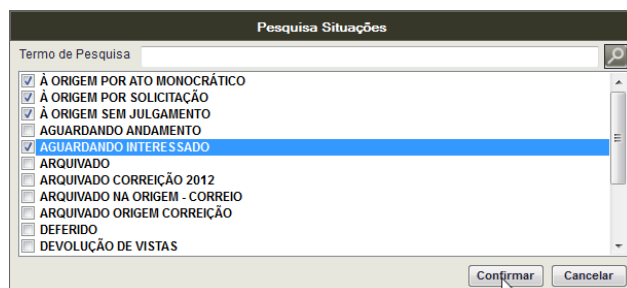 Pesquisa Situações
Termo de Pesquisa
À ORIGEM POR ATO MONOCRÁTICO
À ORIGEM POR SOLICITAÇÃO
À ORIGEM SEM JULGAMENTO
AGUARDANDO ANDAMENTO
AGUARDANDO INTERESSADO
ARQUIVADO
ARQUIVADO CORREIÇÃO 2012
ARQUIVADO NA ORIGEM - CORREIO
ARQUIVADO ORIGEM CORREIÇÃO
DEFERIDO
DEVOLUÇÃO DE VISTAS
Confirmar Cancelar